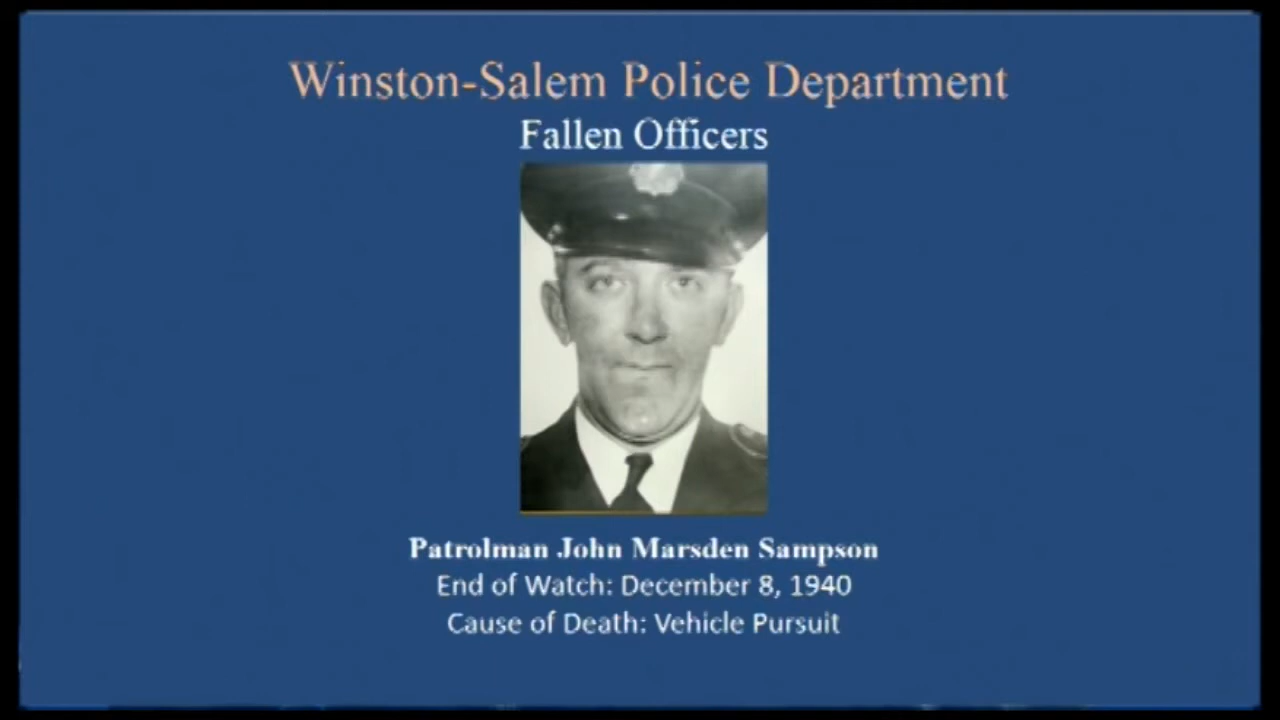 Winston-Salem Police Department
Fallen Officers
Patrolman John Marsden Sampson
End of Watch: December 8, 1940
Cause of Death: Vehicle Pursuit